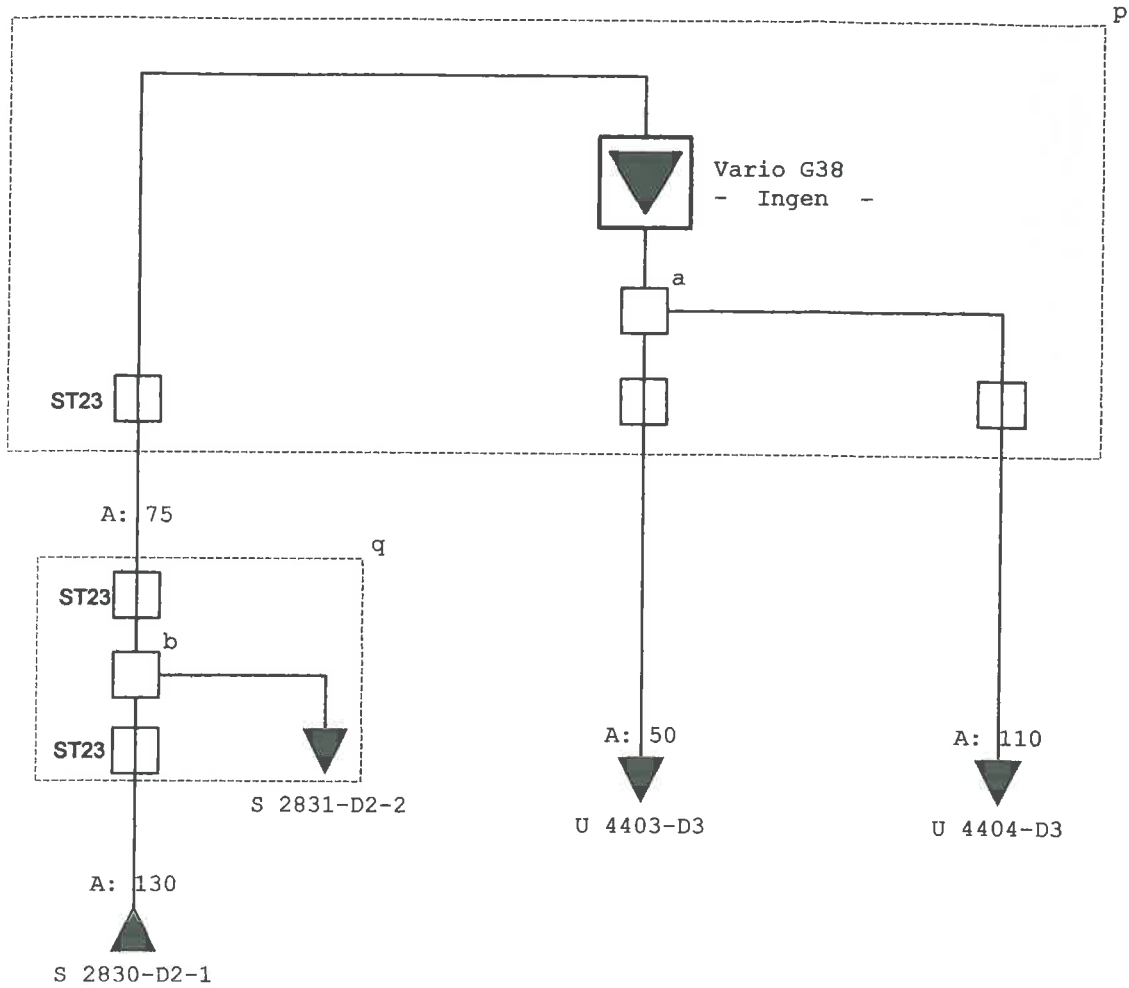 p
Vario G38
- Ingen -
a
ST23
A: 75
q
ST23
b
ST23
A: 50
A: 110
S 2831-D2-2
U 4403-D3
U 4404-D3
A: 130
S 2830-D2-1